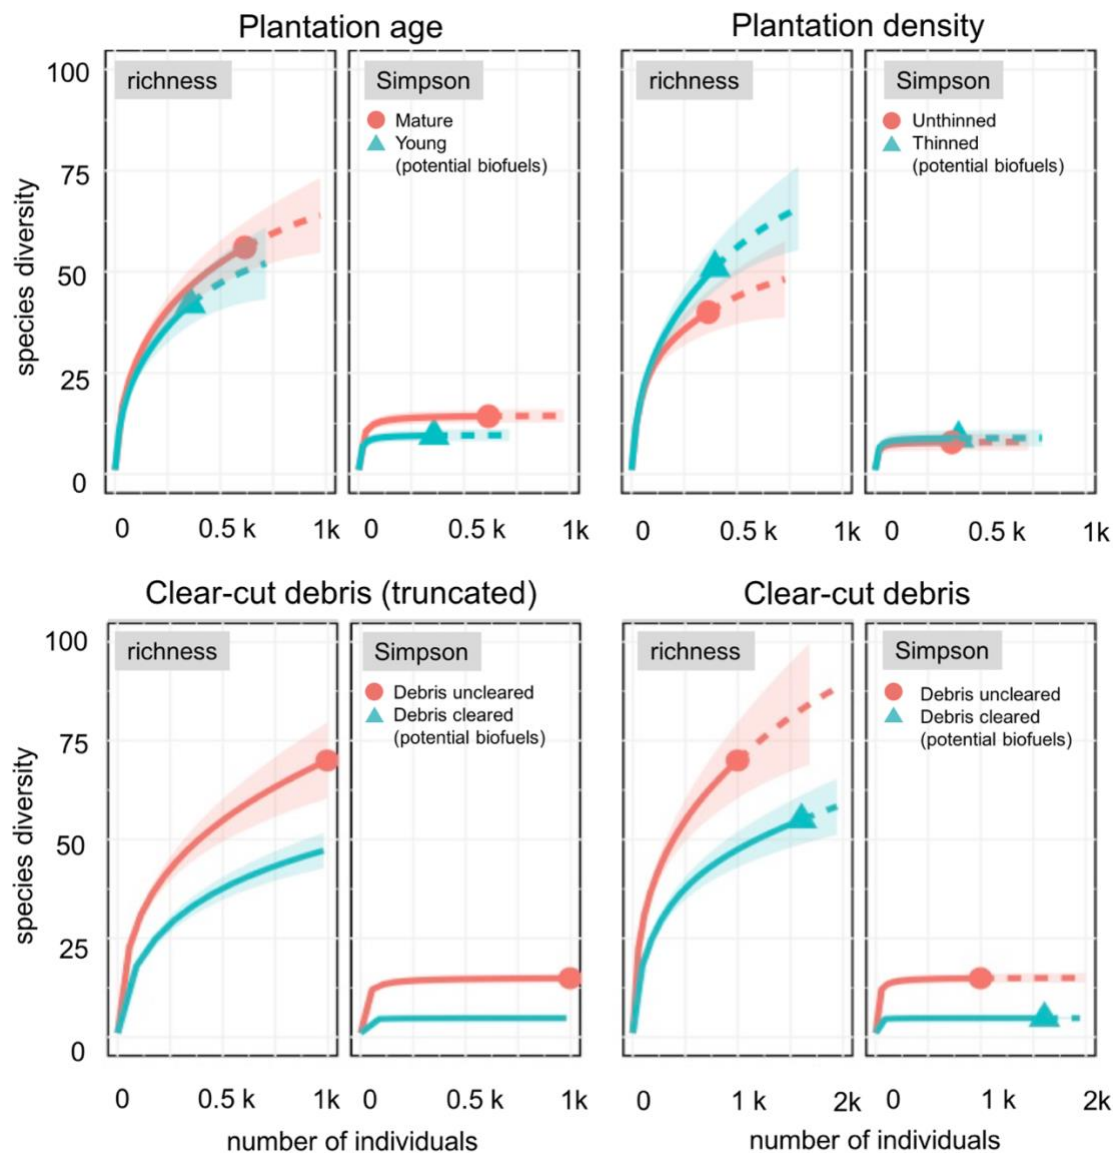 Plantation age
Plantation density
100
richness
Simpson
richness
Simpson
Mature
Young
(potential biofuels)
Unthinned
Thinned
(potential biofuels)
75
50
25
0
species diversity
0 0.5 k 1k 0 0.5 k 1k
0 0.5 k 1k 0 0.5 k 1k
Clear-cut debris (truncated)
Clear-cut debris
100
richness
Simpson
richness
Simpson
Debris uncleared
Debris cleared
(potential biofuels)
Debris uncleared
Debris cleared
(potential biofuels)
75
50
25
0
species diversity
0 0.5 k 1k 0 0.5 k 1k
0 1 k 2k 0 1 k 2k
number of individuals
number of individuals